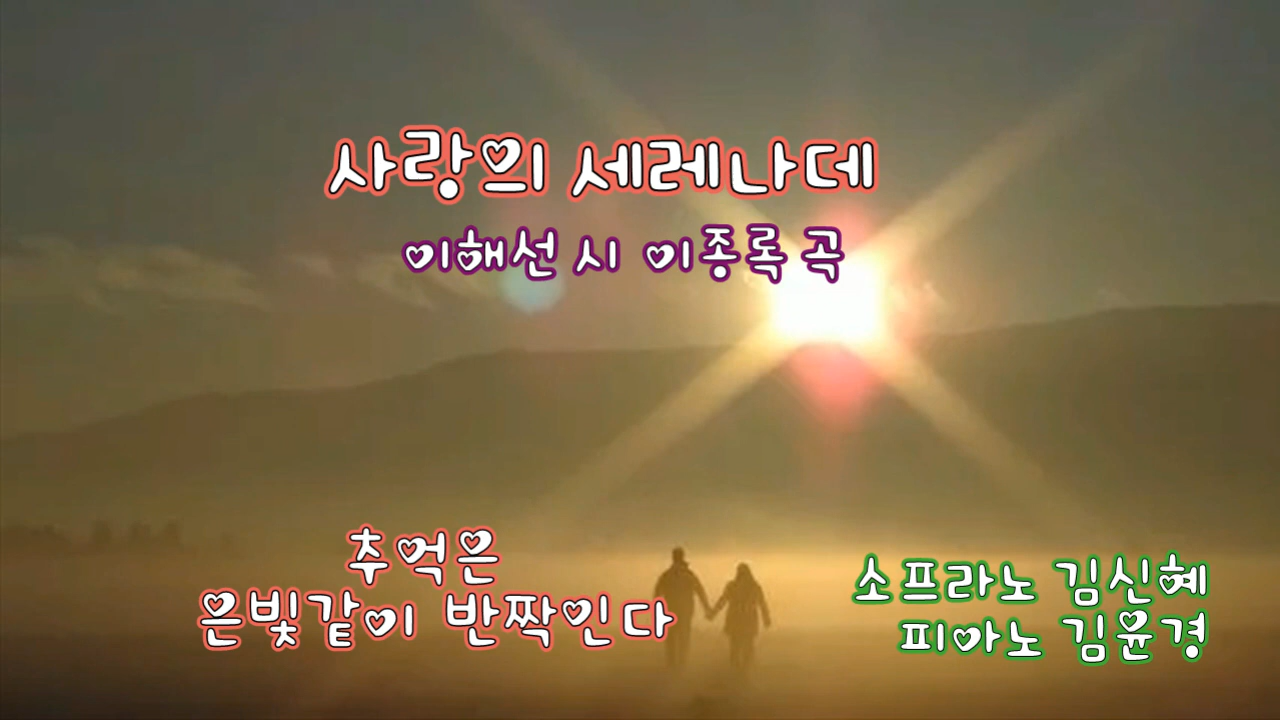 사랑의 세레나데
이해선 시 이종록 곡
추억은
은빛같이 반짝인다
소프라노 김신혜
피아노 김윤경